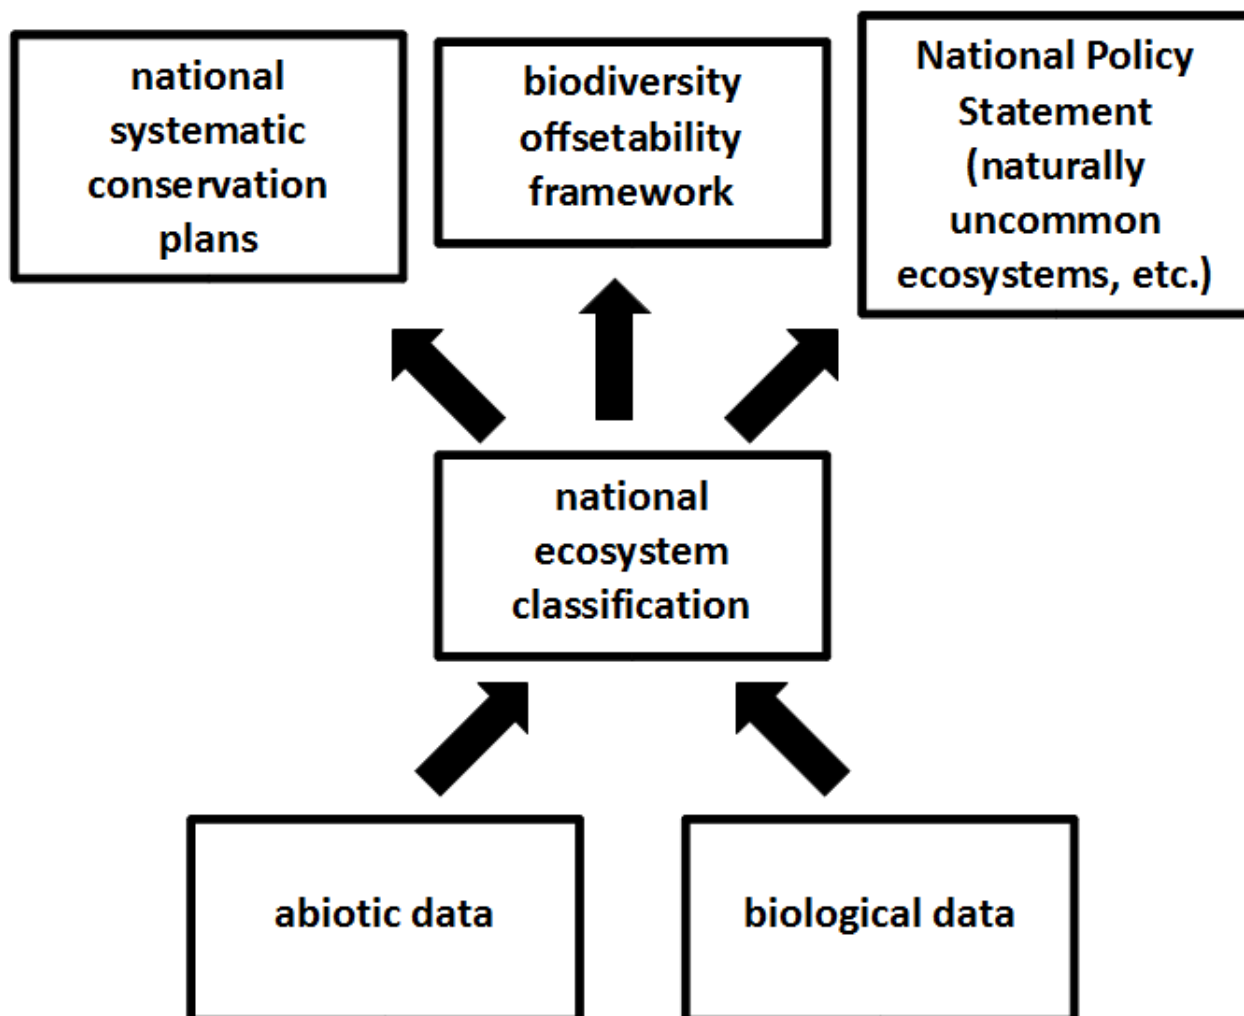 national
systematic
conservation
plans
biodiversity
offsetability
framework
National Policy
Statement
(naturally
uncommon
ecosystems, etc.)
national
ecosystem
classification
abiotic data
biological data